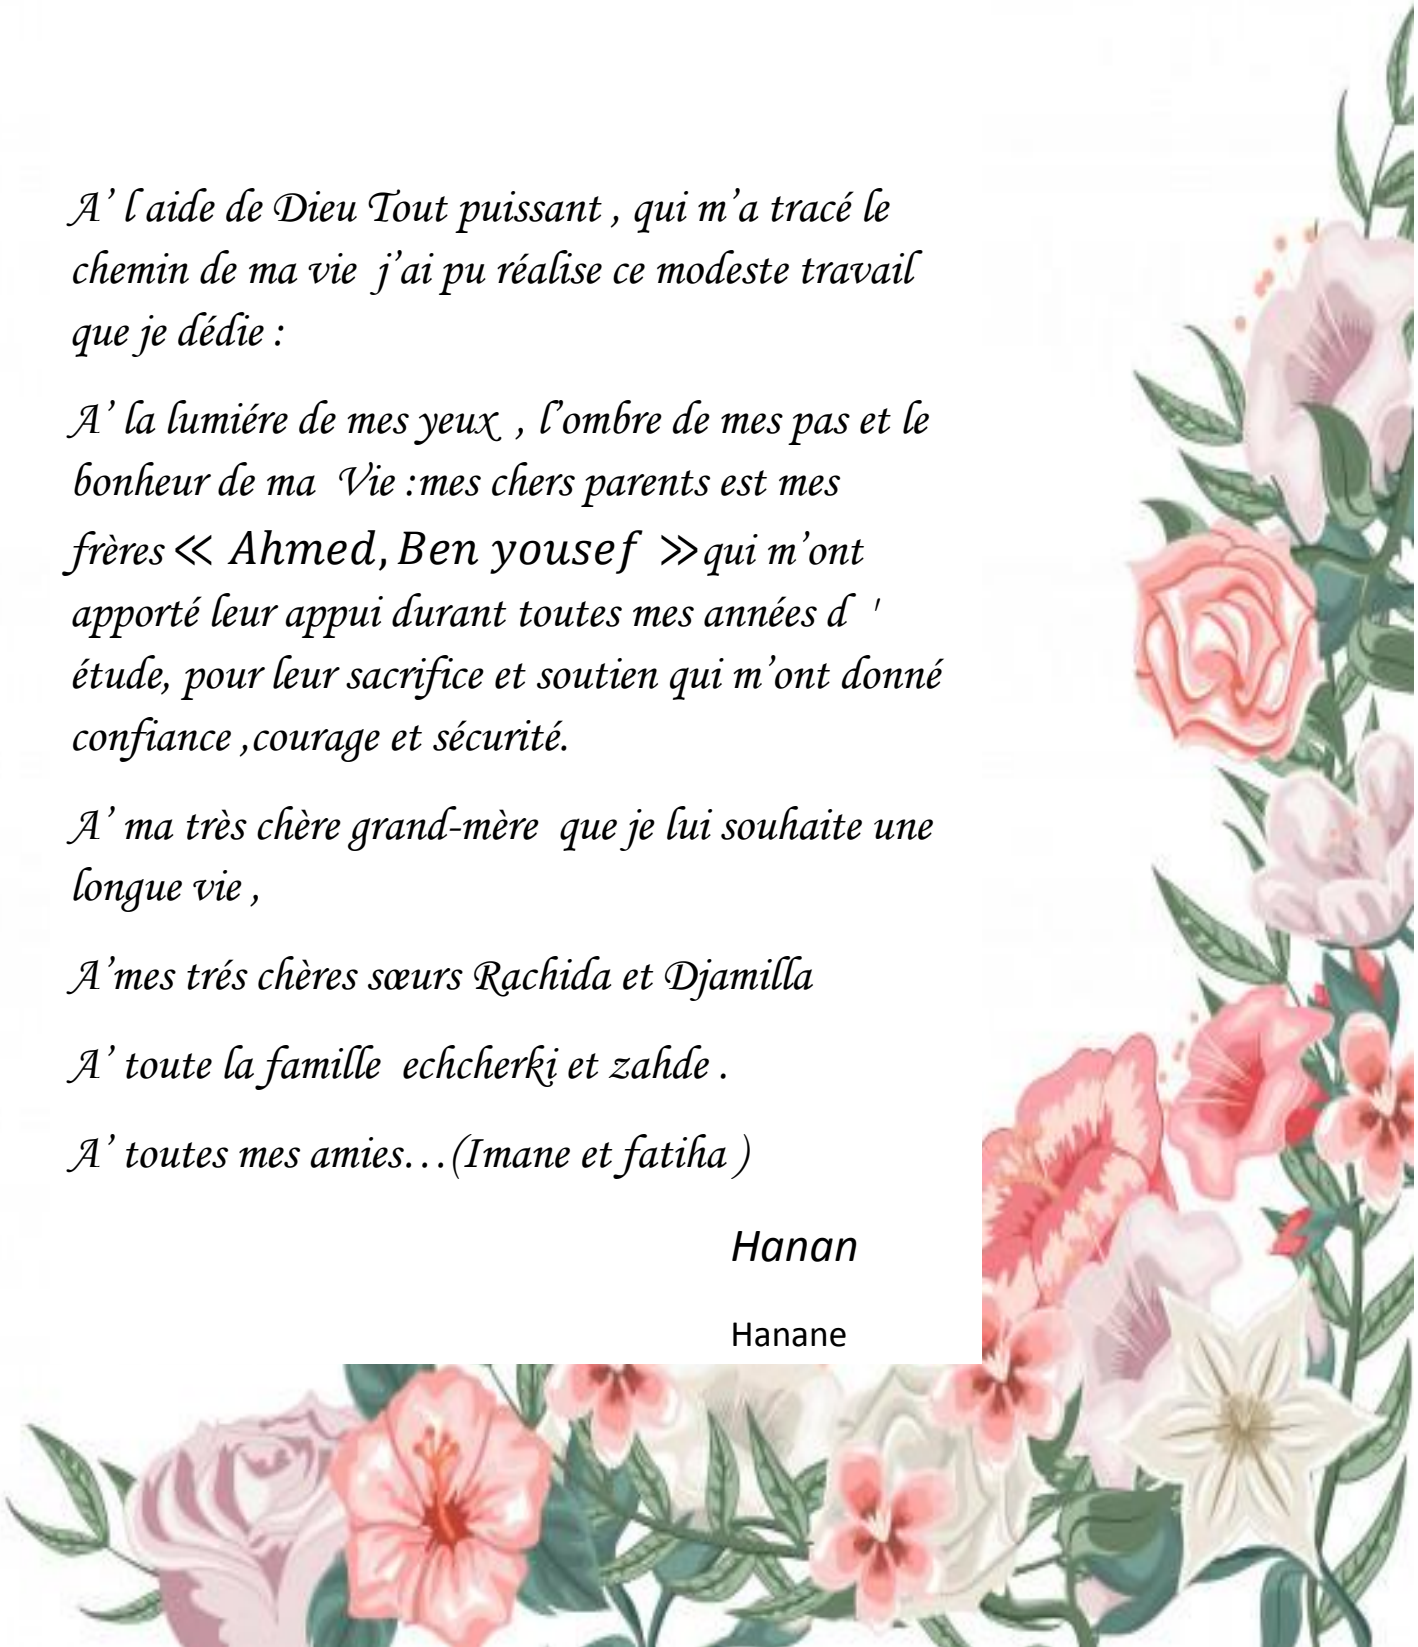 A’ l aide de Dieu Tout puissant , qui m’a tracé le
chemin de ma vie j’ai pu réalise ce modeste travail
que je dédie :
A’ la lumiére de mes yeux , l’ombre de mes pas et le
bonheur de ma Vie :mes chers parents est mes
frères ≪ Ahmed, Ben yousef ≫ qui m’ont
apporté leur appui durant toutes mes années d '
étude, pour leur sacrifice et soutien qui m’ont donné
confiance ,courage et sécurité.
A’ ma très chère grand-mère que je lui souhaite une
longue vie ,
A’mes trés chères sœurs Rachida et Djamilla
A’ toute la famille echcherki et zahde .
A’ toutes mes amies…(Imane et fatiha )
Hanan
Hanane